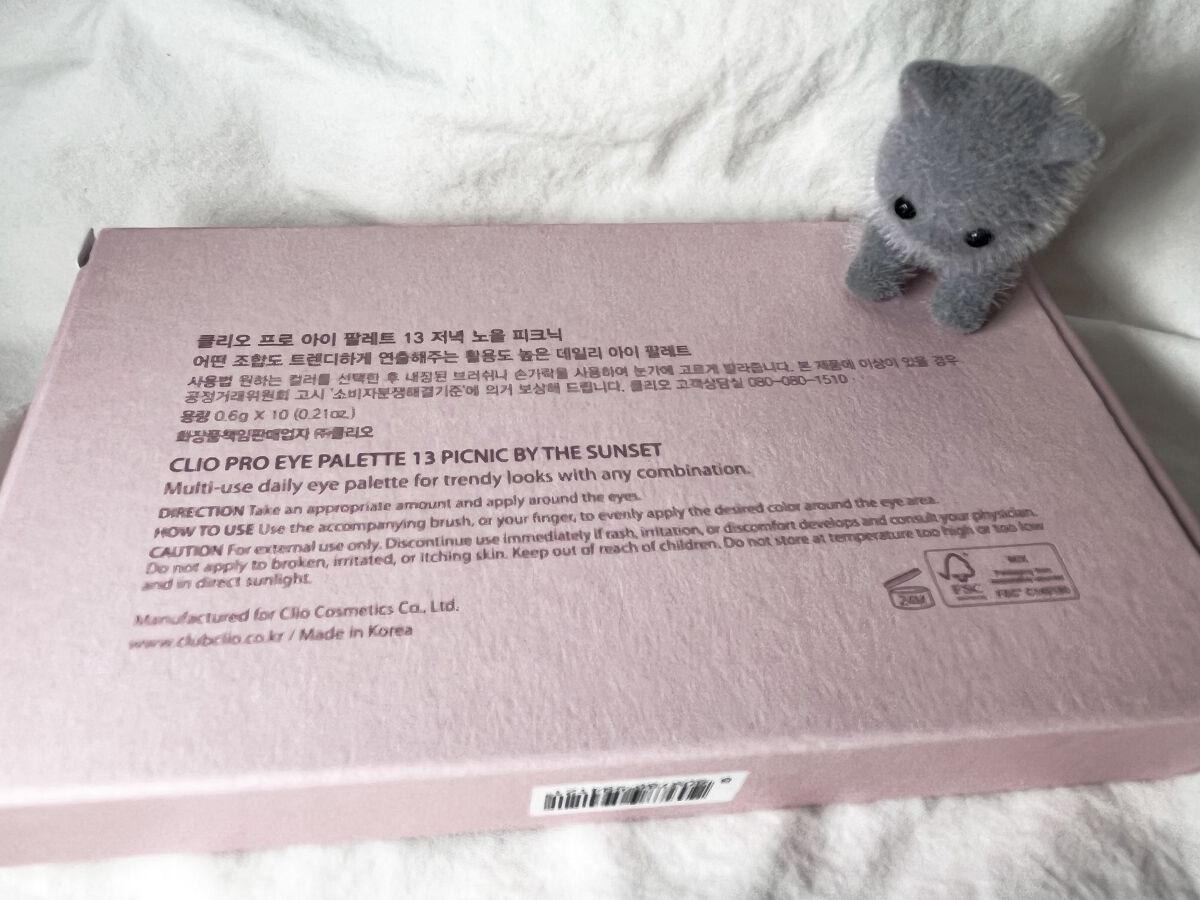 클리오 프로 아이 팔레트 13 저녁 노을 피크닉
어떤 조합도 트렌디하게 연출해주는 활용도 높은 데일리 아이 팔레트
사용법 원하는 컬러를 선택한 후 내장된 브러쉬나 손가락을 사용하여 눈가에 고르게 발라줍니다. 본 제품에 이상이 있을 경우
공정거래위원회 고시 '소비자분쟁해결기준'에 의거 보상해 드립니다. 클리오 고객상담실 080-080-1510
용량 0.6g X 10 (0.21oz.)
화장품책임판매업자 ㈜클리오
CLIO PRO EYE PALETTE 13 PICNIC BY THE SUNSET
Multi-use daily eye palette for trendy looks with any combination.
DIRECTION Take an appropriate amount and apply around the eyes.
HOW TO USE Use the accompanying brush, or your finger, to evenly apply the desired color around the eye area.
CAUTION For external use only. Discontinue use immediately if rash, irritation, or discomfort develops and consult your physician.
Do not apply to broken, irritated, or itching skin. Keep out of reach of children. Do not store at temperature too high or too low
and in direct sunlight.
Manufactured for Clio Cosmetics Co., Ltd.
www.clubclio.co.kr / Made in Korea
24M
FSC
MIX